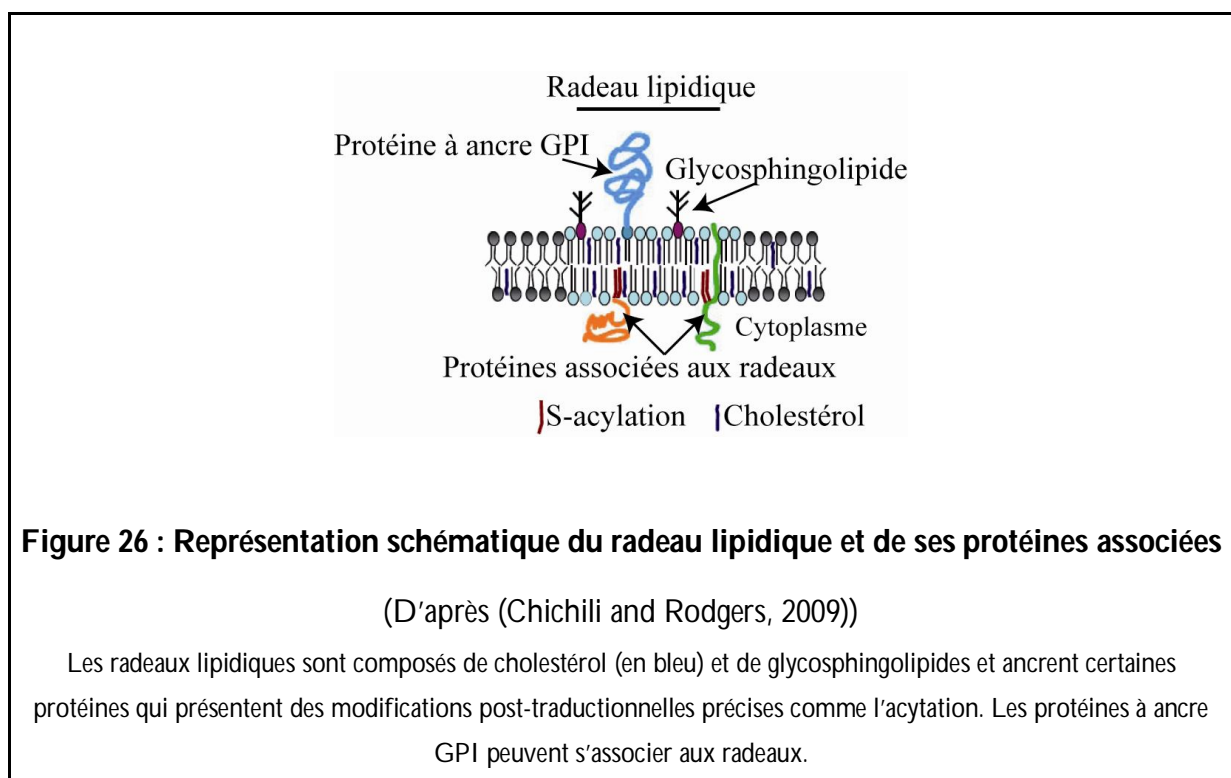 Radeau lipidique
Protéine à ancre GPI
Glycosphingolipide
Cytoplasme
Protéines associées aux radeaux
S-acylation Cholestérol
Figure 26 : Représentation schématique du radeau lipidique et de ses protéines associées
(D'après (Chichili and Rodgers, 2009))
Les radeaux lipidiques sont composés de cholestérol (en bleu) et de glycosphingolipides et ancrent certaines
protéines qui présentent des modifications post-traductionnelles précises comme l'acytation. Les protéines à ancre
GPI peuvent s'associer aux radeaux.